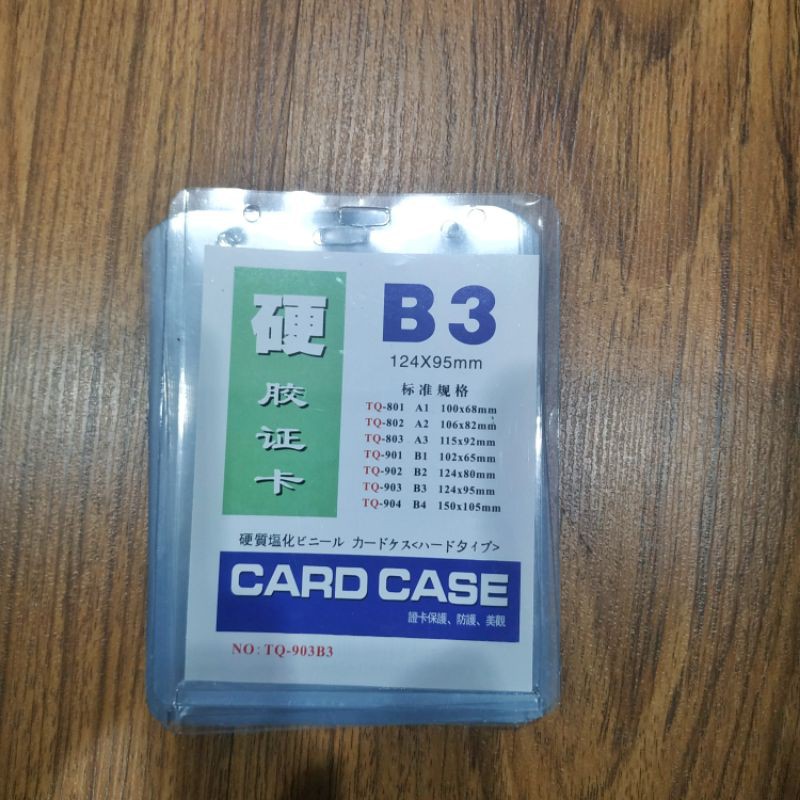 硬
胶
证
卡
B3
124X95mm
标准规格
TQ-801 A1 100x68mm
TQ-802 A2 106x82mm
TQ-803 A3 115x92mm
TQ-901 B1 102x65mm
TQ-902 B2 124x80mm
TQ-903 B3 124x95mm
TQ-904 B4 150x105mm
硬質塩化ビニール カードケス<ハードタイプ>
CARD CASE
證卡保護、防護、美觀
NO: TQ-903B3